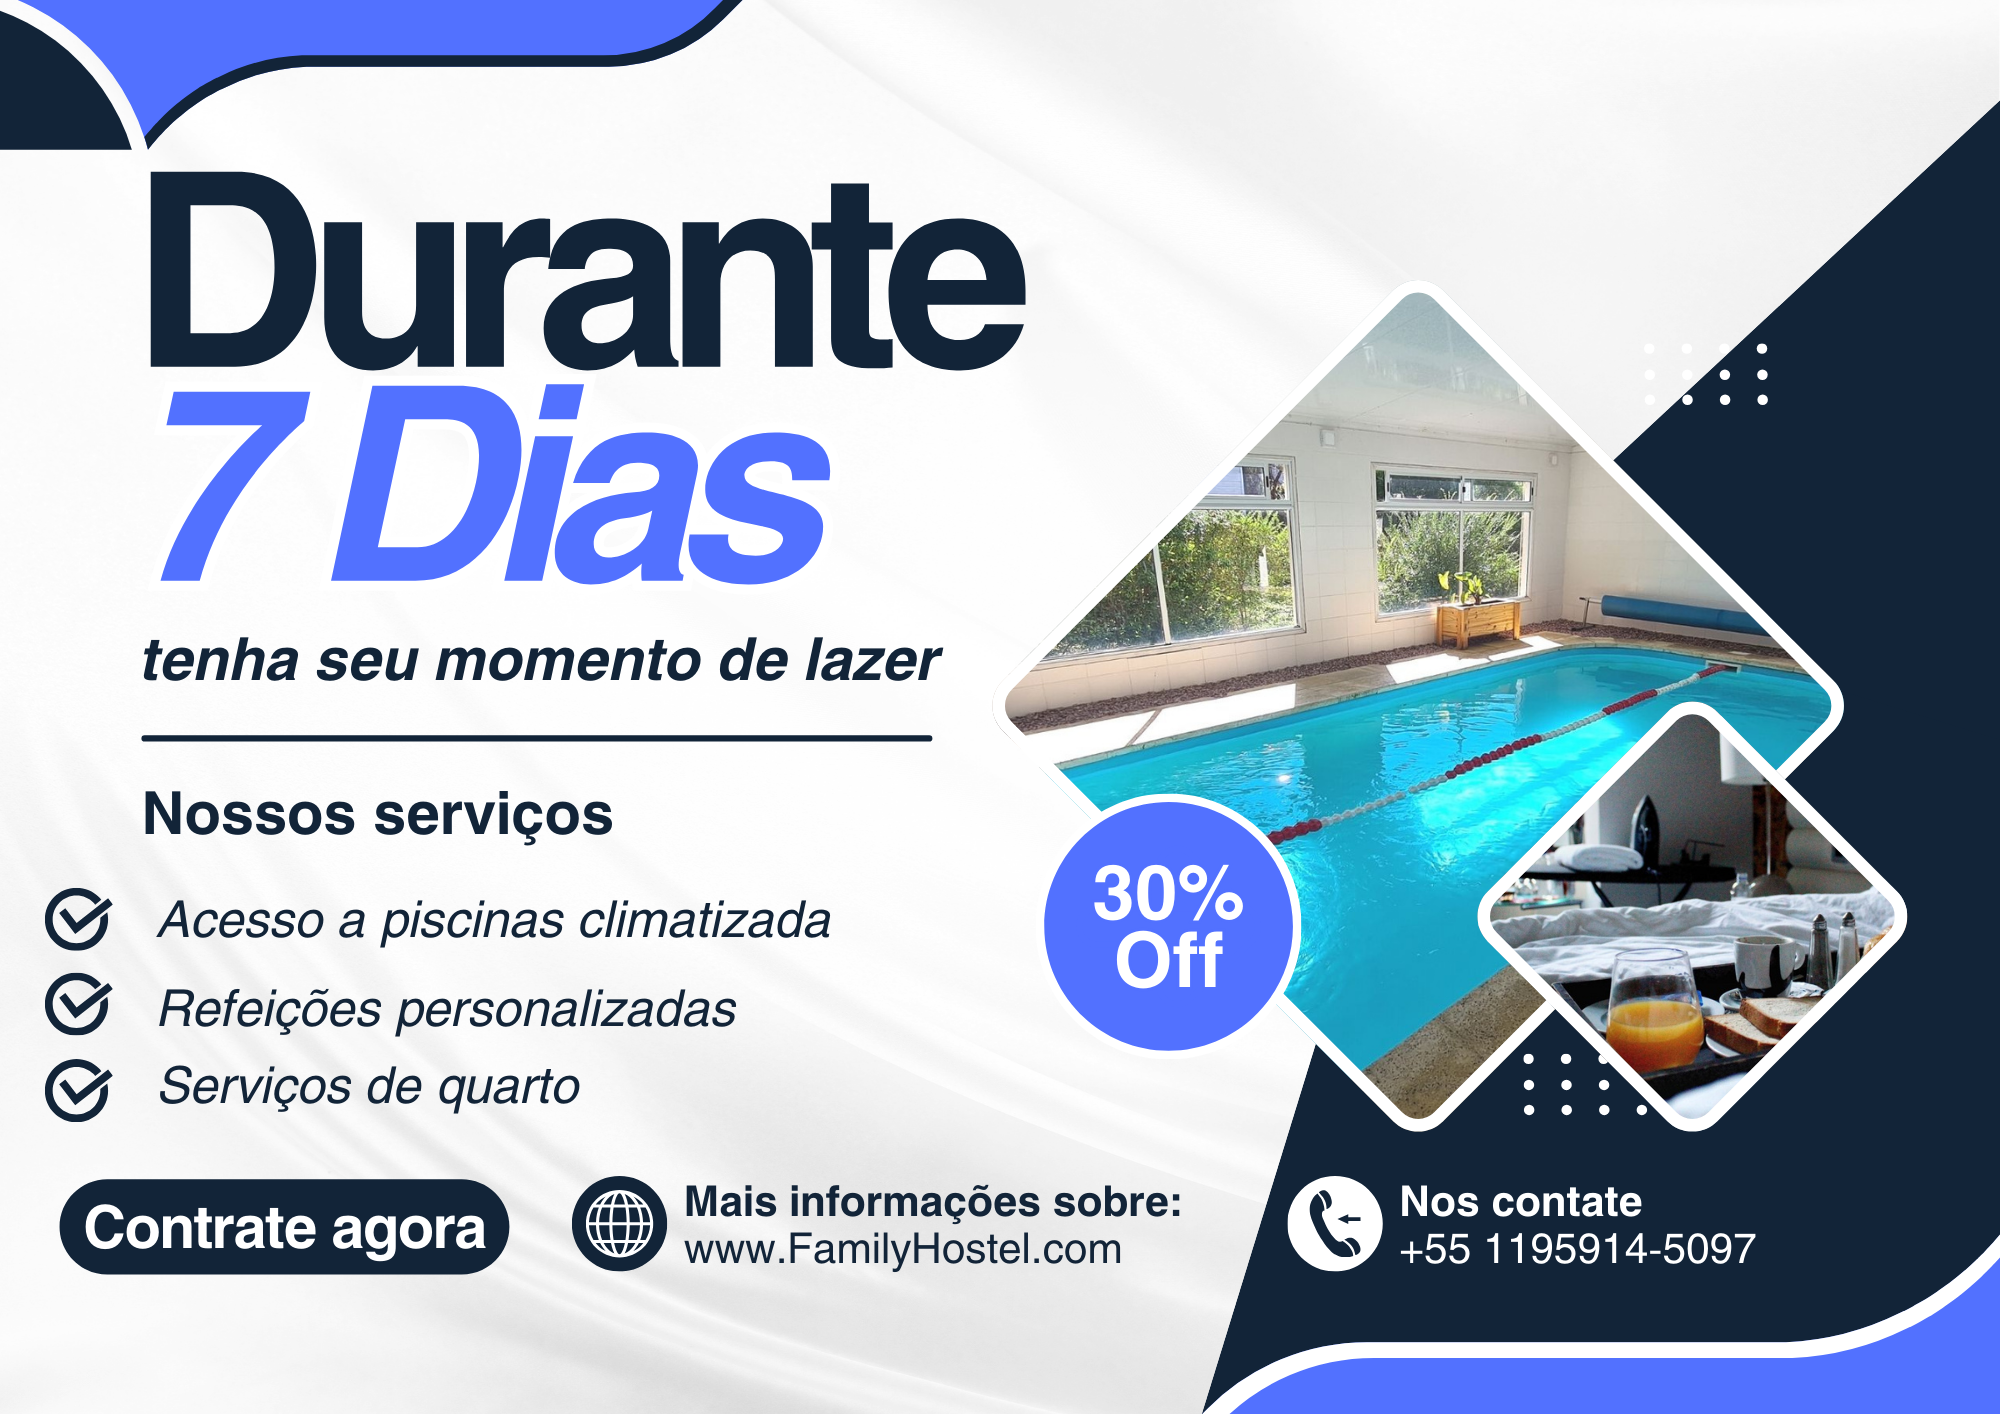 Durante
7 Dias
tenha seu momento de lazer
Nossos serviços
Acesso a piscinas climatizada
Refeições personalizadas
Serviços de quarto
30%
Off
Contrate agora
Mais informações sobre:
www.FamilyHostel.com
Nos contate
+55 1195914-5097